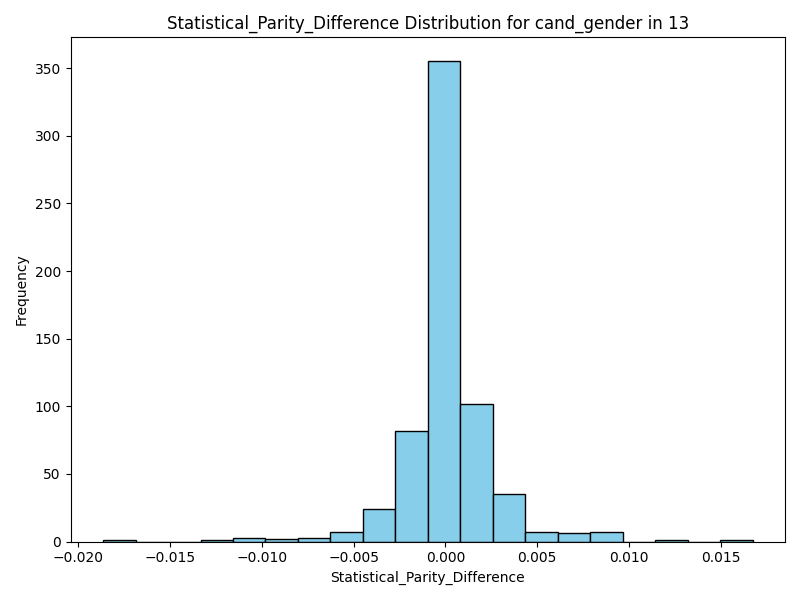 Statistical_Parity_Difference Distribution for cand_gender in 13
Frequency
350
300
250
200
150
100
50
0
−0.020 −0.015 −0.010 −0.005 0.000 0.005 0.010 0.015
Statistical_Parity_Difference